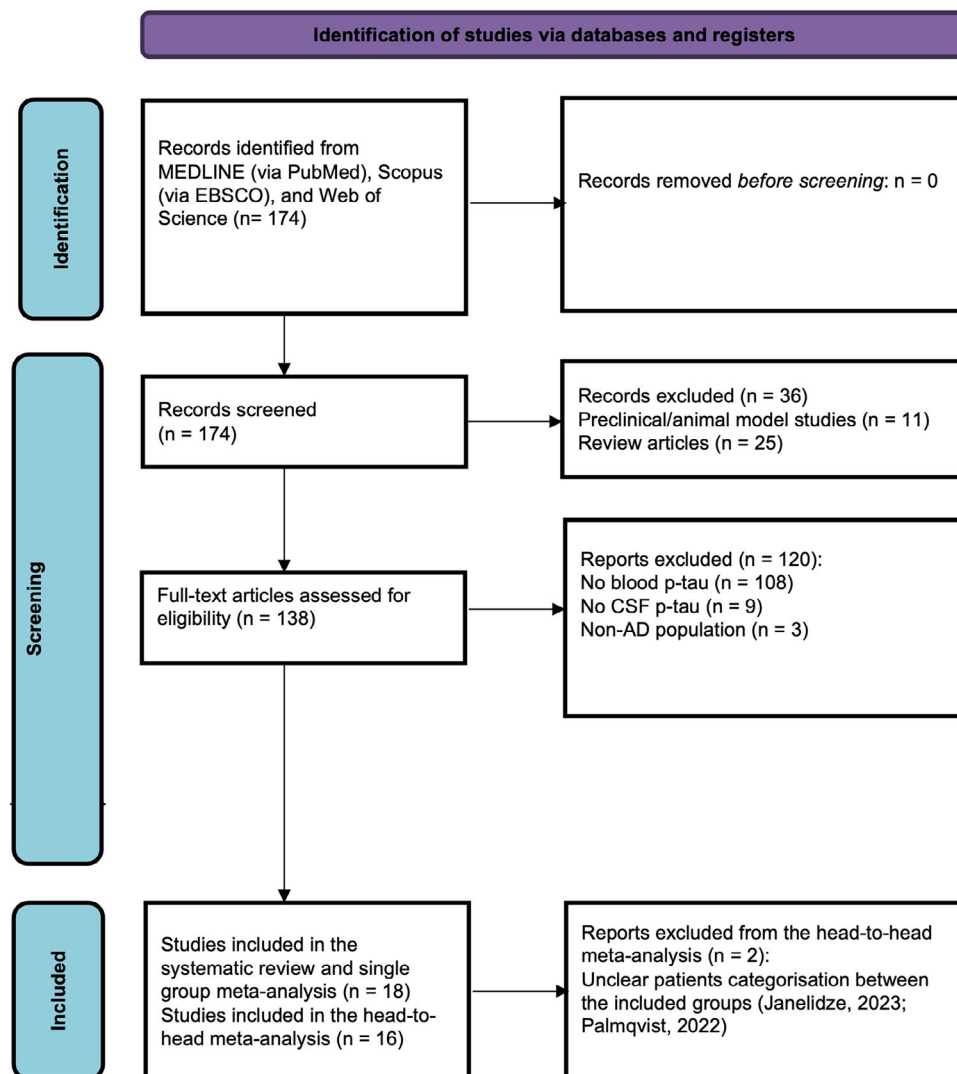 Identification of studies via databases and registers
Identification
Records identified from
MEDLINE (via PubMed), Scopus
(via EBSCO), and Web of
Science (n= 174)
Records removed before screening: n = 0
Screening
Records screened
(n = 174)
Records excluded (n = 36)
Preclinical/animal model studies (n = 11)
Review articles (n = 25)
Full-text articles assessed for
eligibility (n = 138)
Reports excluded (n = 120):
No blood p-tau (n = 108)
No CSF p-tau (n = 9)
Non-AD population (n = 3)
Included
Studies included in the
systematic review and single
group meta-analysis (n = 18)
Studies included in the head-to-
head meta-analysis (n = 16)
Reports excluded from the head-to-head
meta-analysis (n = 2):
Unclear patients categorisation between
the included groups (Janelidze, 2023;
Palmqvist, 2022)